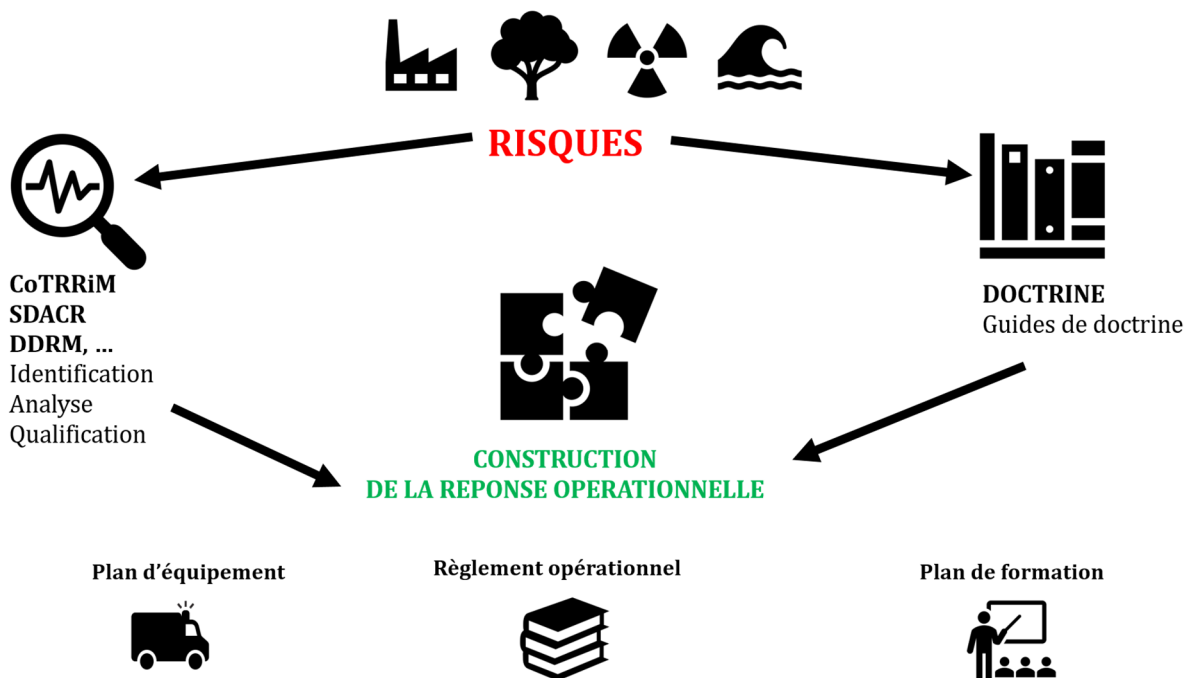 RISQUES
CoTRRiM
SDACR
DDRM, ...
Identification
Analyse
Qualification
DOCTRINE
Guides de doctrine
CONSTRUCTION
DE LA REPONSE OPERATIONNELLE
Plan d'équipement
Règlement opérationnel
Plan de formation